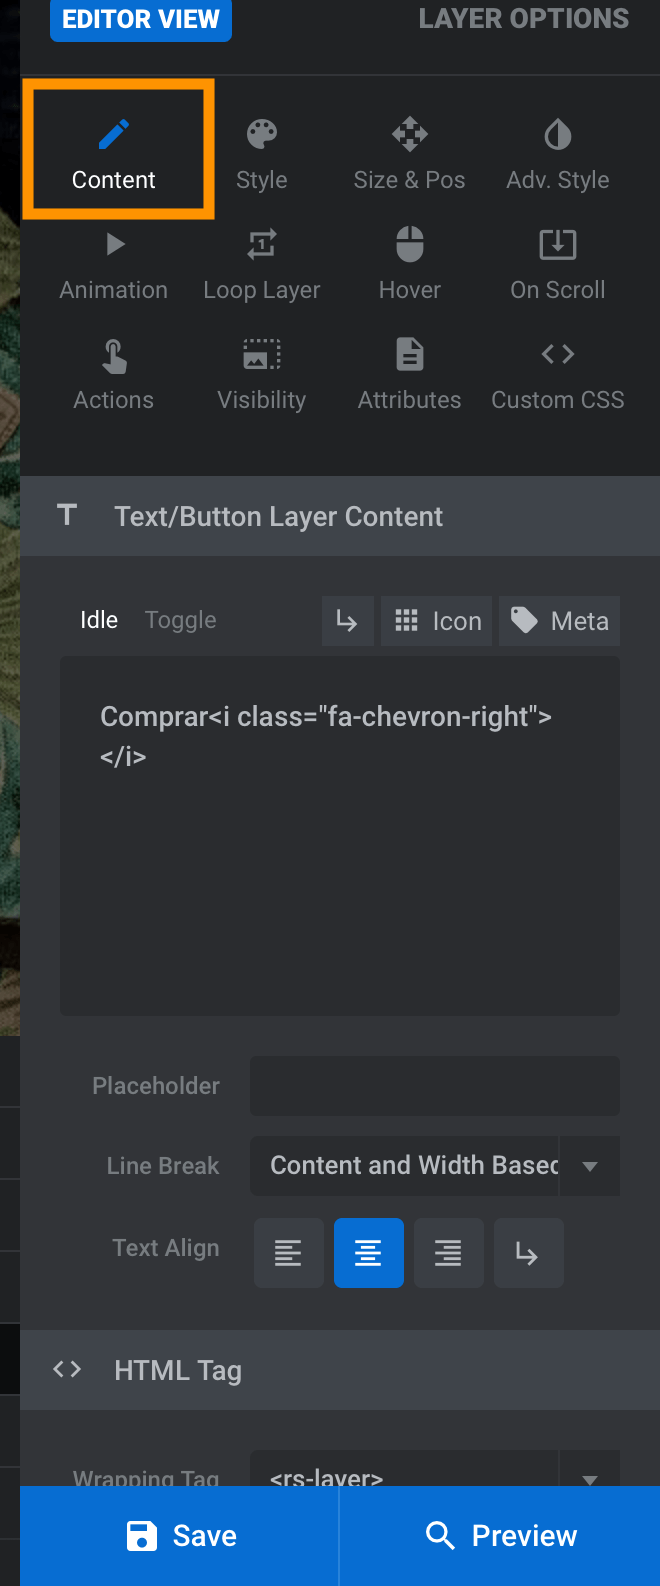 EDITOR VIEW LAYER OPTIONS
Content Style Size & Pos Adv. Style
Animation Loop Layer Hover On Scroll
Actions Visibility Attributes Custom CSS
Text/Button Layer Content
Idle Toggle Icon Meta
Comprar<i class="fa-chevron-right">
</i>
Placeholder
Line Break Content and Width Based
Text Align
HTML Tag
Wrapping Tag <rs-layer>
Save Preview